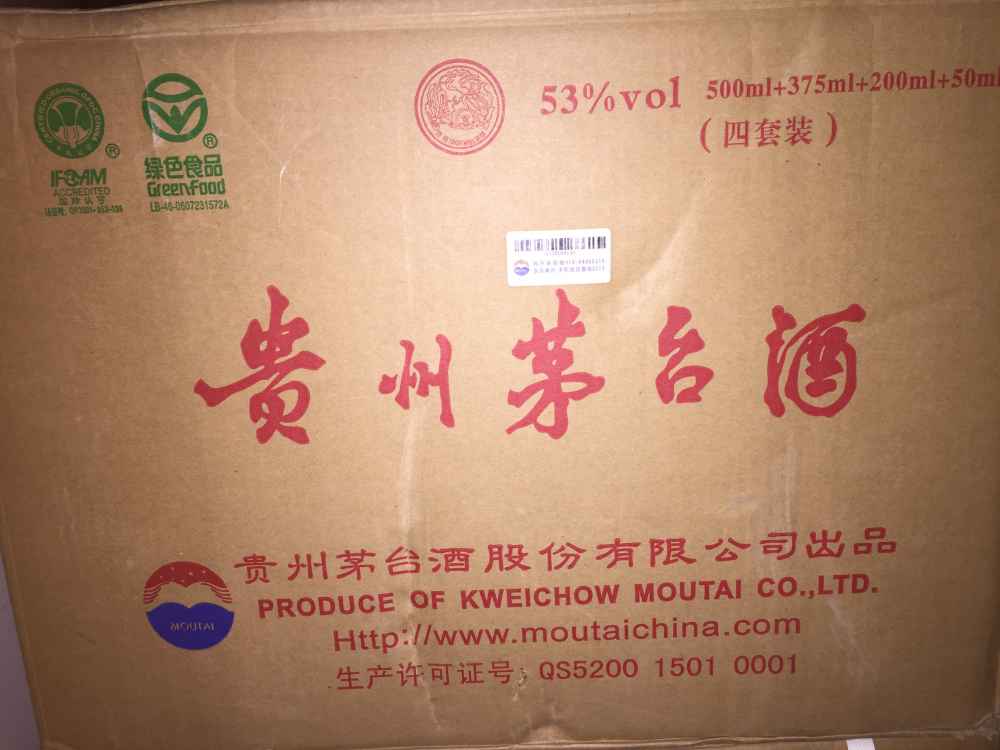 53%vol
500ml+375ml+200ml+50ml
(四套装)
IFOAM
ACCREDITED
绿色食品
GreenFood
LB-40-0607231572A
贵州茅台酒
贵州茅台酒股份有限公司出品
PRODUCE OF KWEICHOW MOUTAI CO.,LTD.
MOUTAI
Http://www.moutaichina.com
生产许可证号: QS5200 1501 0001